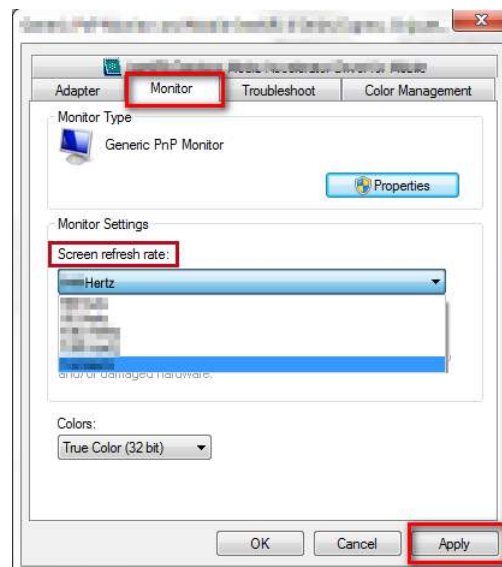 Adapter Monitor Troubleshoot Color Management
Monitor Type
Generic PnP Monitor
Properties
Monitor Settings
Screen refresh rate:
Hertz
and/or damaged hardware.
Colors:
True Color (32 bit)
OK Cancel Apply